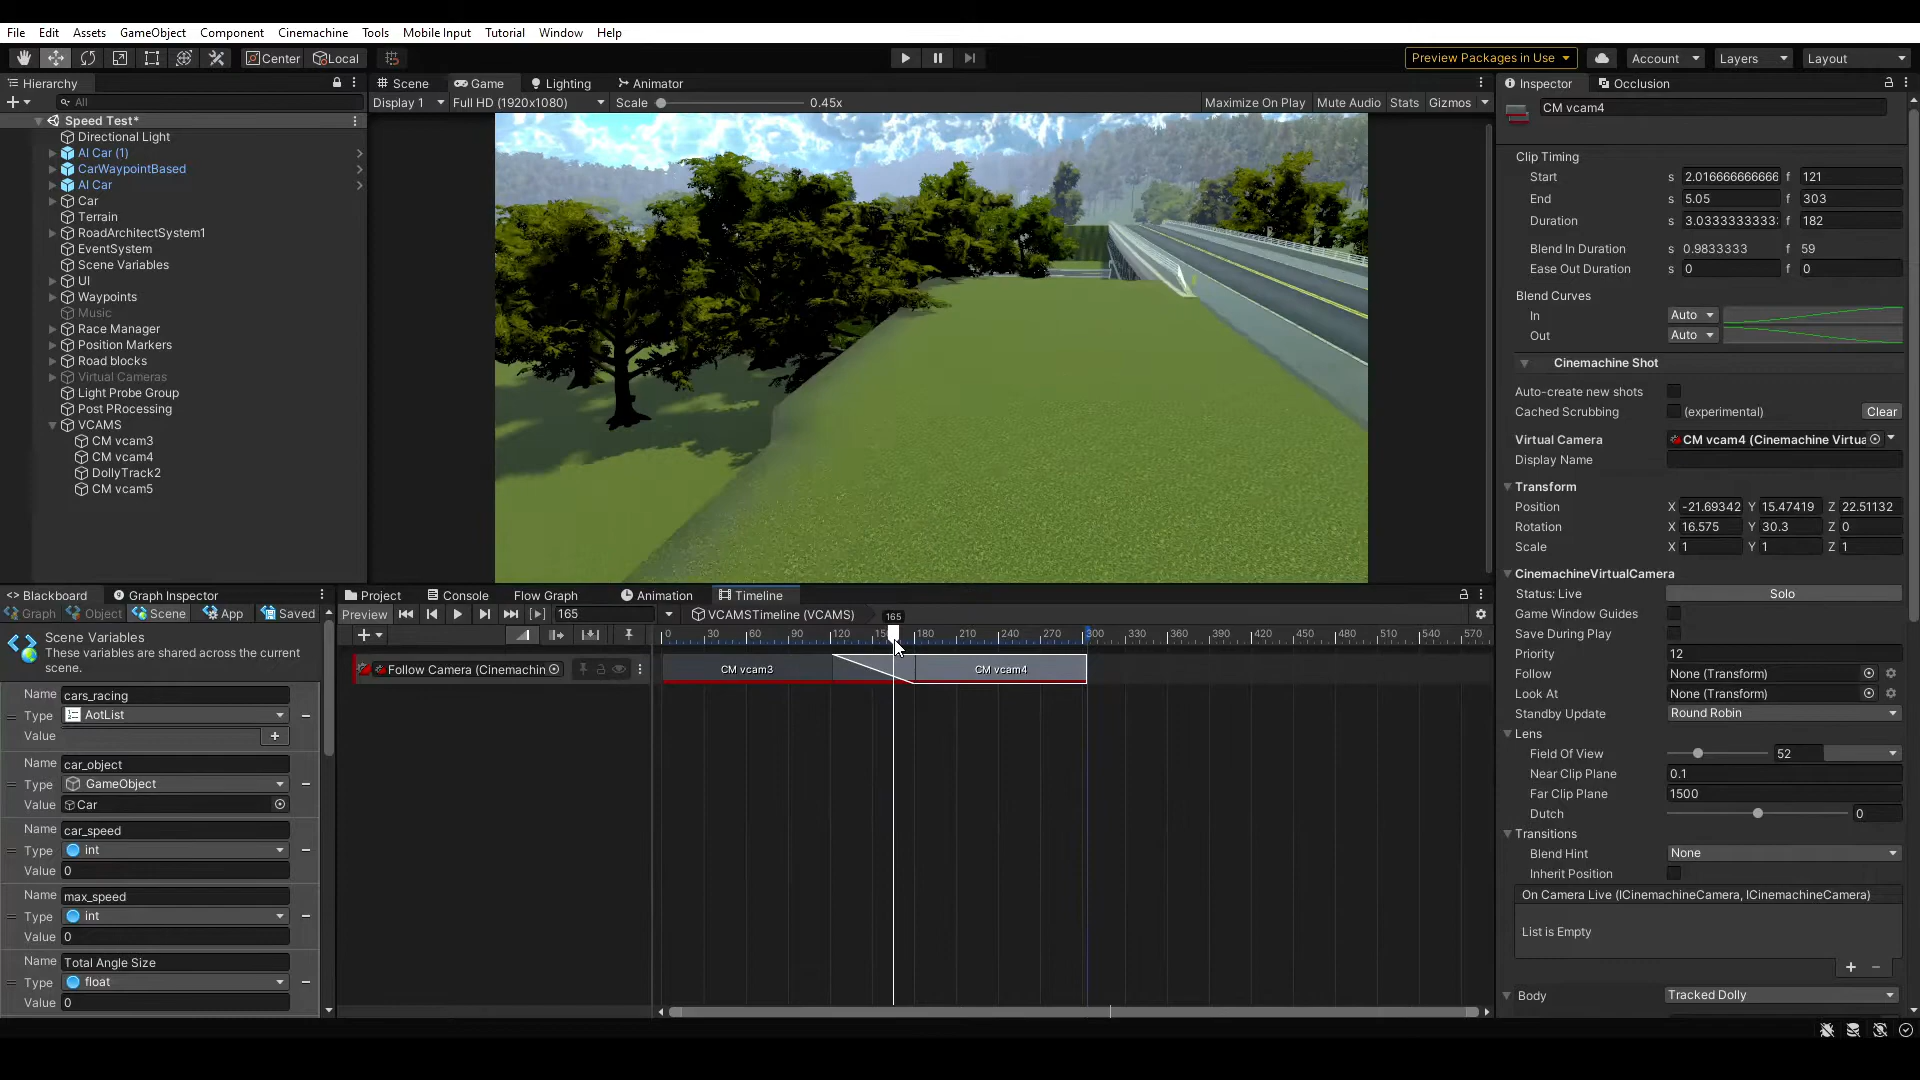 File Edit Assets GameObject Component Cinemachine Tools Mobile Input Tutorial Window Help
Center Local Preview Packages in Use Account Layers Layout
Hierarchy Scene Game Lighting Animator Inspector Occlusion
All Display 1 Full HD (1920x1080) Scale 0.45x Maximize On Play Mute Audio Stats Gizmos
CM vcam4
Speed Test*
Directional Light
AI Car (1)
CarWaypointBased
AI Car
Car
Terrain
RoadArchitectSystem1
EventSystem
Scene Variables
UI
Waypoints
Music
Race Manager
Position Markers
Road blocks
Virtual Cameras
Light Probe Group
Post PRocessing
VCAMS
CM vcam3
CM vcam4
DollyTrack2
CM vcam5
Clip Timing
Start s 2.016666666666 f 121
End s 5.05 f 303
Duration s 3.0333333333 f 182
Blend In Duration s 0.9833333 f 59
Ease Out Duration s 0 f 0
Blend Curves
In Auto
Out Auto
Cinemachine Shot
Auto-create new shots
Cached Scrubbing (experimental) Clear
Virtual Camera CM vcam4 (Cinemachine Virtua
Display Name
Transform
Position X -21.69342 Y 15.47419 Z 22.51132
Rotation X 16.575 Y 30.3 Z 0
Scale X 1 Y 1 Z 1
CinemachineVirtualCamera
Status: Live Solo
Game Window Guides
Save During Play
Priority 12
Follow None (Transform)
Look At None (Transform)
Standby Update Round Robin
Lens
Field Of View 52
Near Clip Plane 0.1
Far Clip Plane 1500
Dutch 0
Transitions
Blend Hint None
Inherit Position
On Camera Live (ICinemachineCamera, ICinemachineCamera)
List is Empty
Body Tracked Dolly
<> Blackboard Graph Inspector
Graph Object Scene App Saved
Scene Variables
These variables are shared across the current
scene.
Name cars_racing
Type AotList
Value
Name car_object
Type GameObject
Value Car
Name car_speed
Type int
Value 0
Name max_speed
Type int
Value 0
Name Total Angle Size
Type float
Value 0
Project Console Flow Graph Animation Timeline
Preview 165 VCAMSTimeline (VCAMS) 165
0 30 60 90 120 180 210 240 270 300 330 360 390 420 450 480 510 540 570
Follow Camera (Cinemachin CM vcam3 CM vcam4